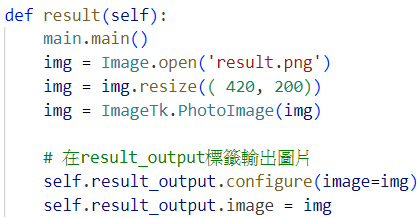 def result(self):
    main.main()
    img = Image.open('result.png')
    img = img.resize(( 420, 200))
    img = ImageTk.PhotoImage(img)

    # 在result_output標籤輸出圖片
    self.result_output.configure(image=img)
    self.result_output.image = img